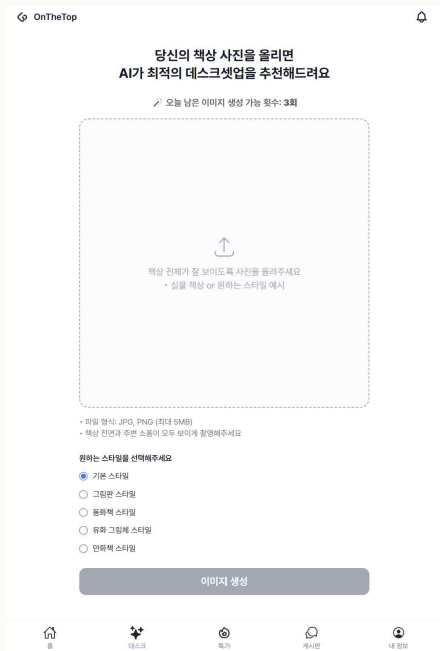 OnTheTop
당신의 책상 사진을 올리면
AI가 최적의 데스크셋업을 추천해드려요
오늘 남은 이미지 생성 가능 횟수: 3회
책상 전체가 잘 보이도록 사진을 올려주세요
• 실물 책상 or 원하는 스타일 예시
• 파일 형식: JPG, PNG (최대 5MB)
• 책상 전면과 주변 소품이 모두 보이게 촬영해주세요
원하는 스타일을 선택해주세요
기본 스타일
그림판 스타일
동화책 스타일
유화 그림체 스타일
만화책 스타일
이미지 생성
홈 데스크 특가 게시판 내 정보